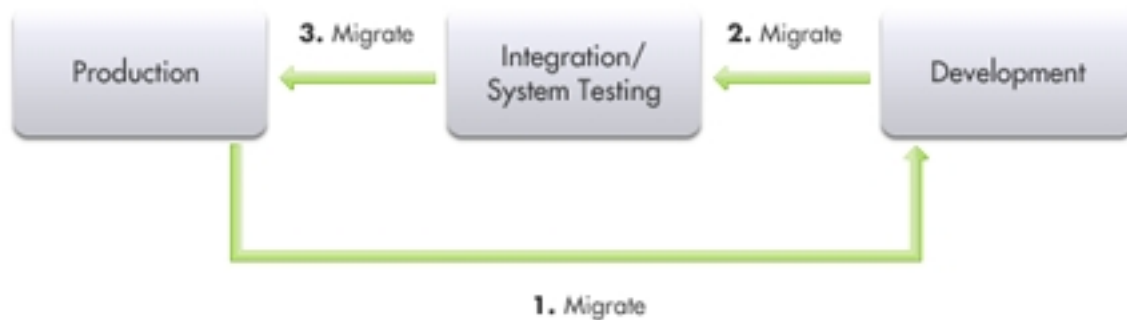 3. Migrate
2. Migrate
Production
Integration/
System Testing
Development
1. Migrate